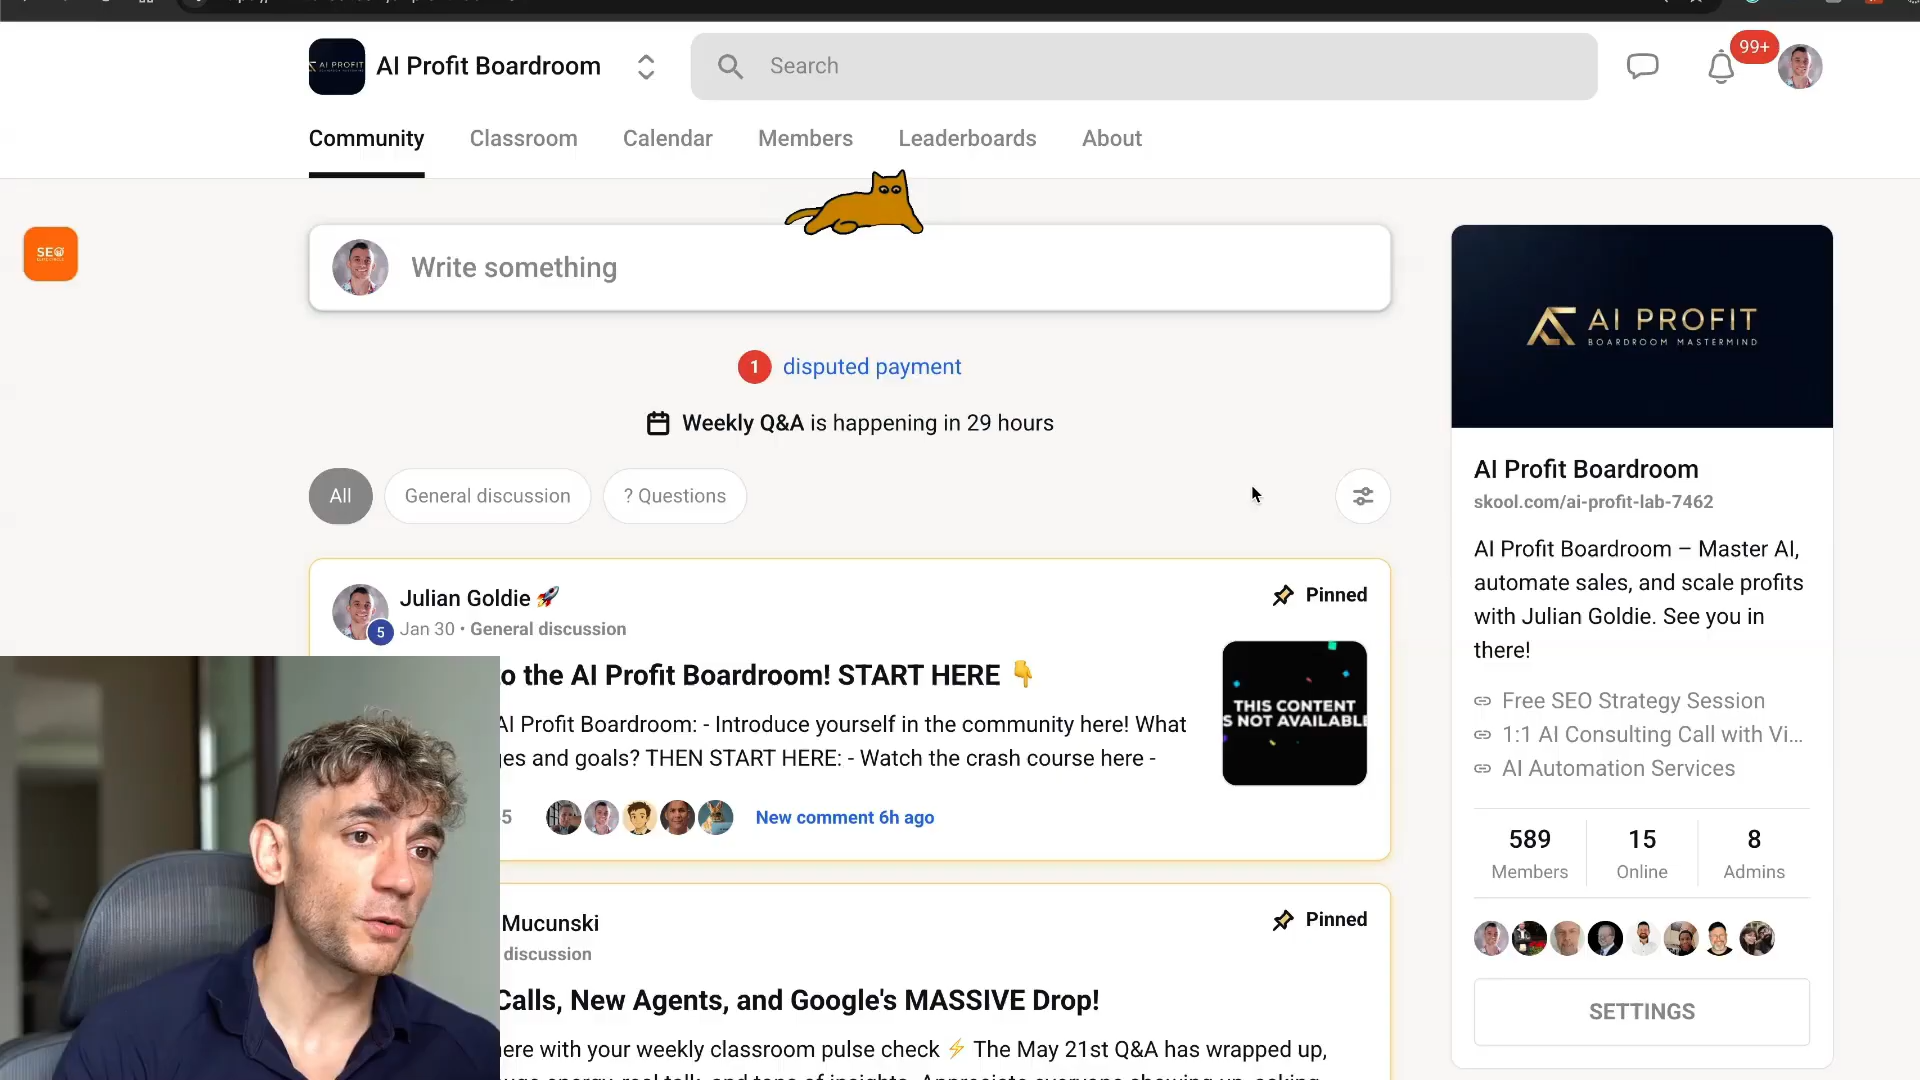 AI PROFIT
AI Profit Boardroom
Search
99+
Community
Classroom
Calendar
Members
Leaderboards
About
SEO
Write something
1 disputed payment
Weekly Q&A is happening in 29 hours
All
General discussion
? Questions
Julian Goldie 🚀
5
Jan 30 • General discussion
Pinned
o the AI Profit Boardroom! START HERE 👇
AI Profit Boardroom: - Introduce yourself in the community here! What
es and goals? THEN START HERE: - Watch the crash course here -
THIS CONTENT
S NOT AVAILABL
5
New comment 6h ago
Mucunski
discussion
Pinned
Calls, New Agents, and Google's MASSIVE Drop!
ere with your weekly classroom pulse check ⚡ The May 21st Q&A has wrapped up,
AI PROFIT
BOARDROOM MASTERMIND
AI Profit Boardroom
skool.com/ai-profit-lab-7462
AI Profit Boardroom – Master AI,
automate sales, and scale profits
with Julian Goldie. See you in
there!
Free SEO Strategy Session
1:1 AI Consulting Call with Vi...
AI Automation Services
589
Members
15
Online
8
Admins
SETTINGS